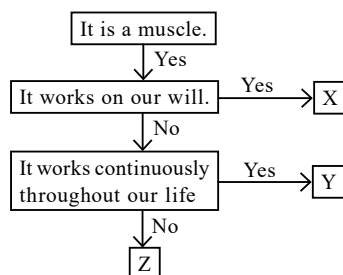 It is a muscle.
Yes
It works on our will.
Yes
X
No
It works continuously
throughout our life
Yes
Y
No
Z